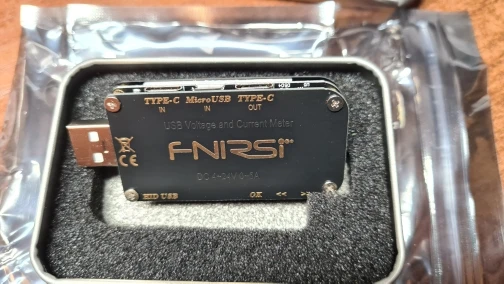 TYPE-C MicroUSB TYPE-C
IN IN OUT
USB Voltage and Current Meter
FNIRSI®
CE
HID USB OK <<